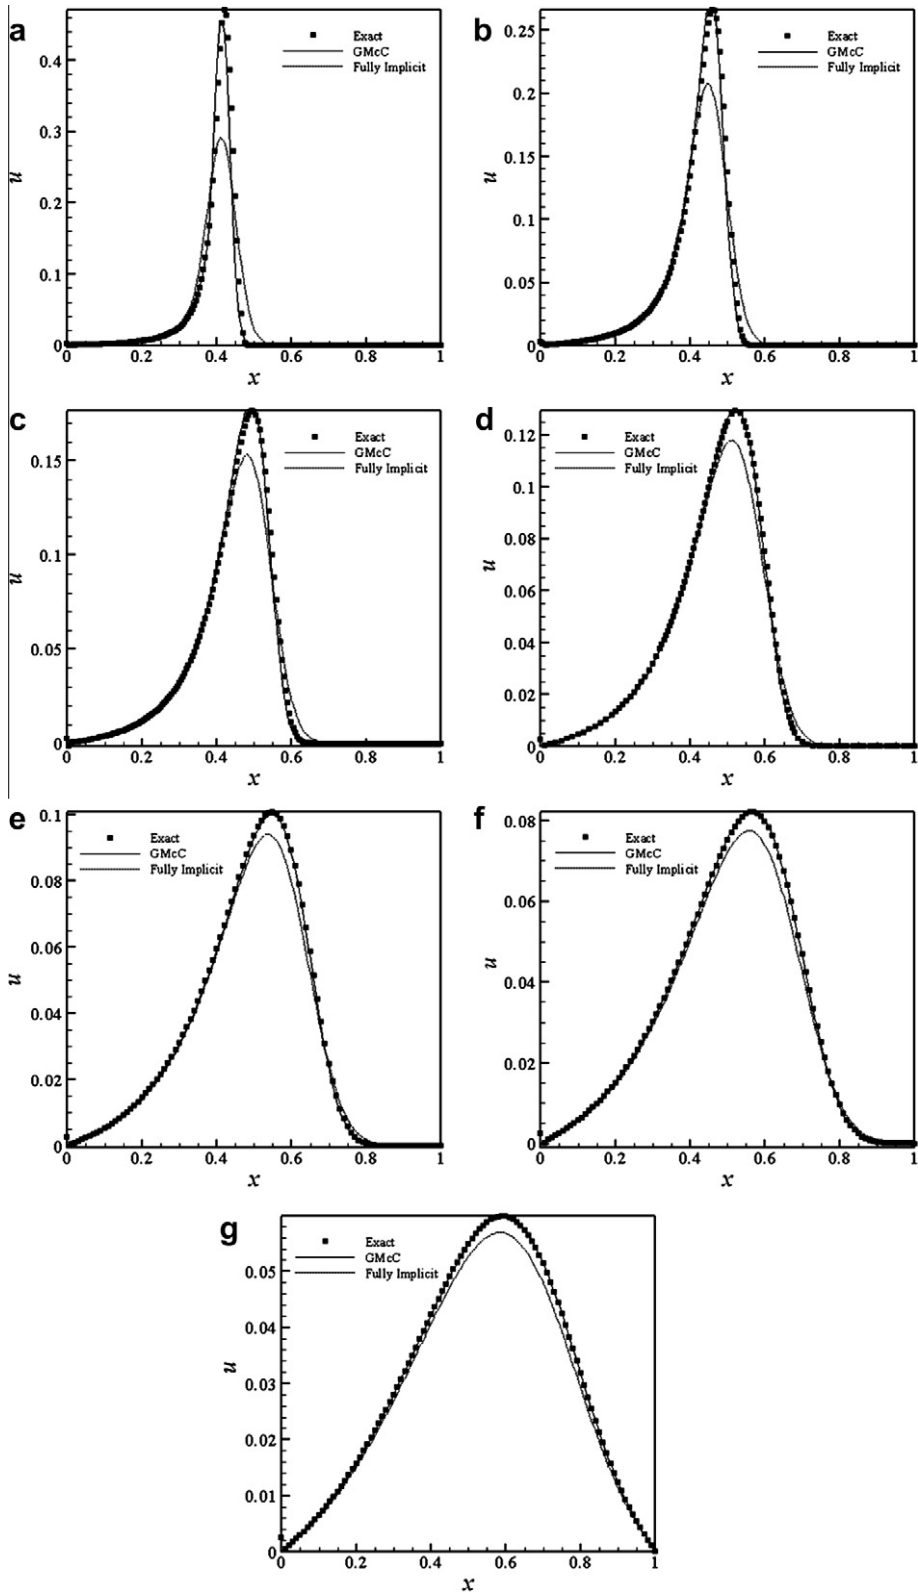 a
0.4
0.3
0.2
0.1
0
u
Exact
GMcC
Fully Implicit
0 0.2 0.4 0.6 0.8 1
x
b
0.25
0.2
0.15
0.1
0.05
0
u
Exact
GMcC
Fully Implicit
0 0.2 0.4 0.6 0.8 1
x
c
0.15
0.1
0.05
0
u
Exact
GMcC
Fully Implicit
0 0.2 0.4 0.6 0.8 1
x
d
0.12
0.1
0.08
0.06
0.04
0.02
0
u
Exact
GMcC
Fully Implicit
0 0.2 0.4 0.6 0.8 1
x
e
0.1
0.08
0.06
0.04
0.02
0
u
Exact
GMcC
Fully Implicit
0 0.2 0.4 0.6 0.8 1
x
f
0.08
0.06
0.04
0.02
0
u
Exact
GMcC
Fully Implicit
0 0.2 0.4 0.6 0.8 1
x
g
0.05
0.04
0.03
0.02
0.01
0
u
Exact
GMcC
Fully Implicit
0 0.2 0.4 0.6 0.8 1
x